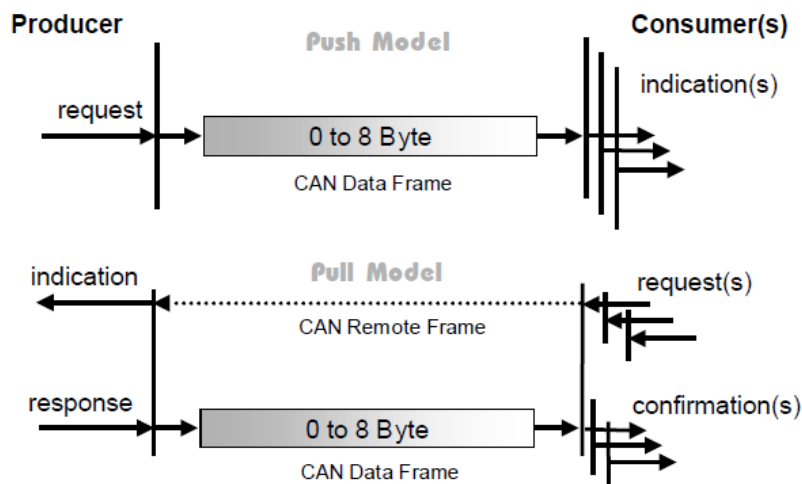 Producer
Push Model
Consumer(s)
request
indication(s)
0 to 8 Byte
CAN Data Frame
indication
Pull Model
request(s)
CAN Remote Frame
response
0 to 8 Byte
confirmation(s)
CAN Data Frame